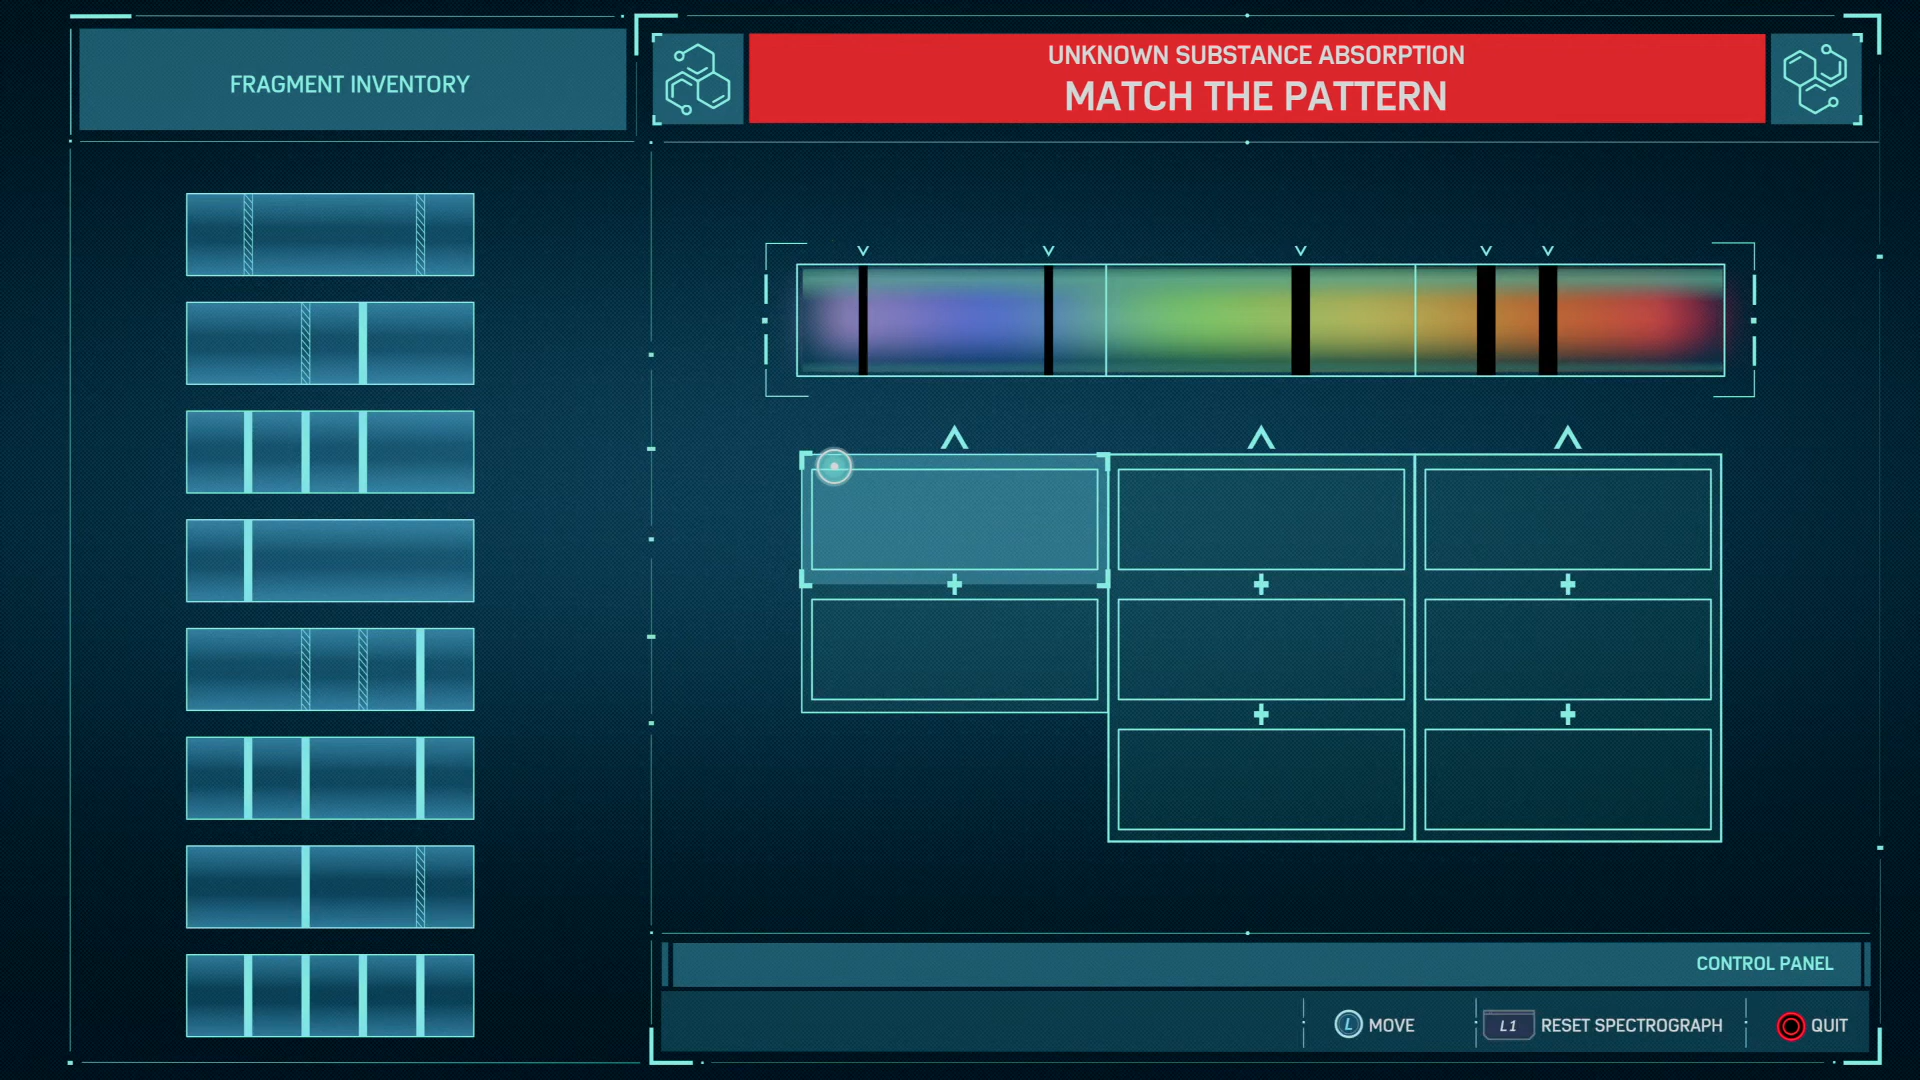 FRAGMENT INVENTORY
UNKNOWN SUBSTANCE ABSORPTION
MATCH THE PATTERN
CONTROL PANEL
L MOVE
L1 RESET SPECTROGRAPH
QUIT